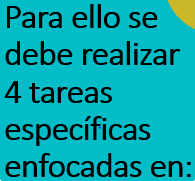 Para ello se
debe realizar
4 tareas
específicas
enfocadas en: